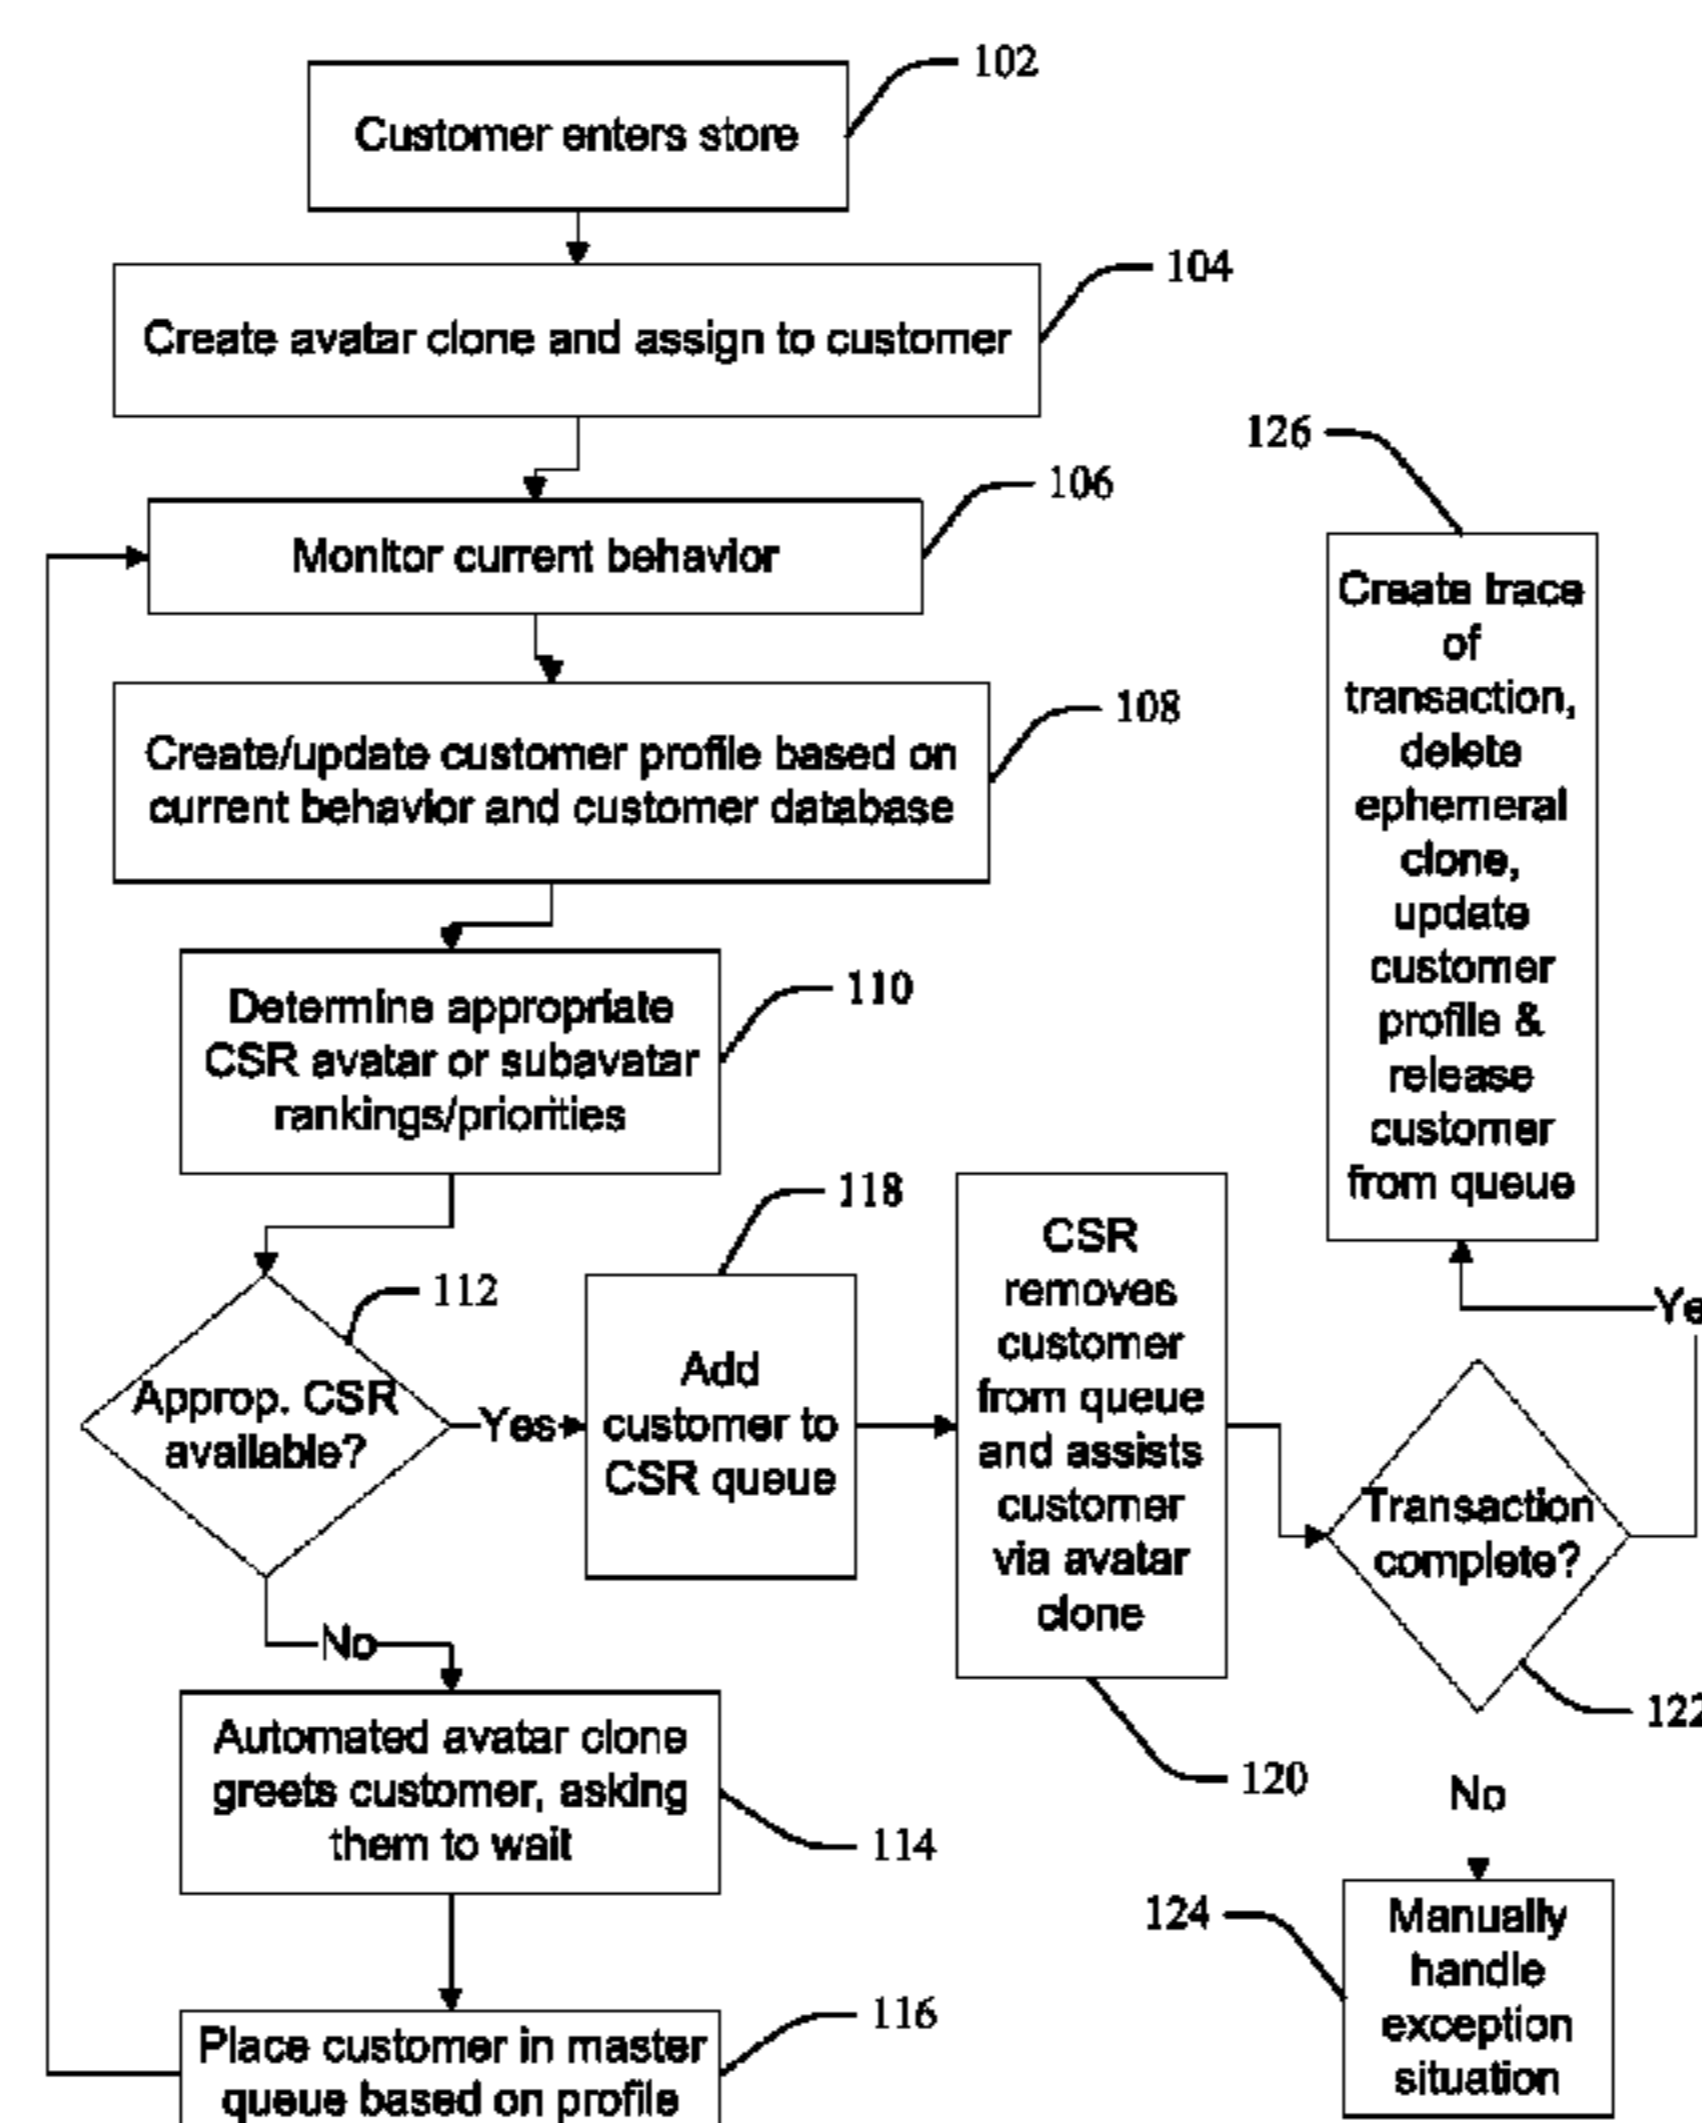 102
Customer enters store
104
Create avatar clone and assign to customer
106
Monitor current behavior
108
Create/update customer profile based on
current behavior and customer database
110
Determine appropriate
CSR avatar or subavatar
rankings/priorities
112
Approp. CSR
available?
Yes
No
114
Automated avatar clone
greets customer, asking
them to wait
116
Place customer in master
queue based on profile
118
Add
customer to
CSR queue
CSR
removes
customer
from queue
and assists
customer
via avatar
clone
120
Transaction
complete?
122
Ye
126
Create trace
of
transaction,
delete
ephemeral
clone,
update
customer
profile &
release
customer
from queue
No
124
Manually
handle
exception
situation